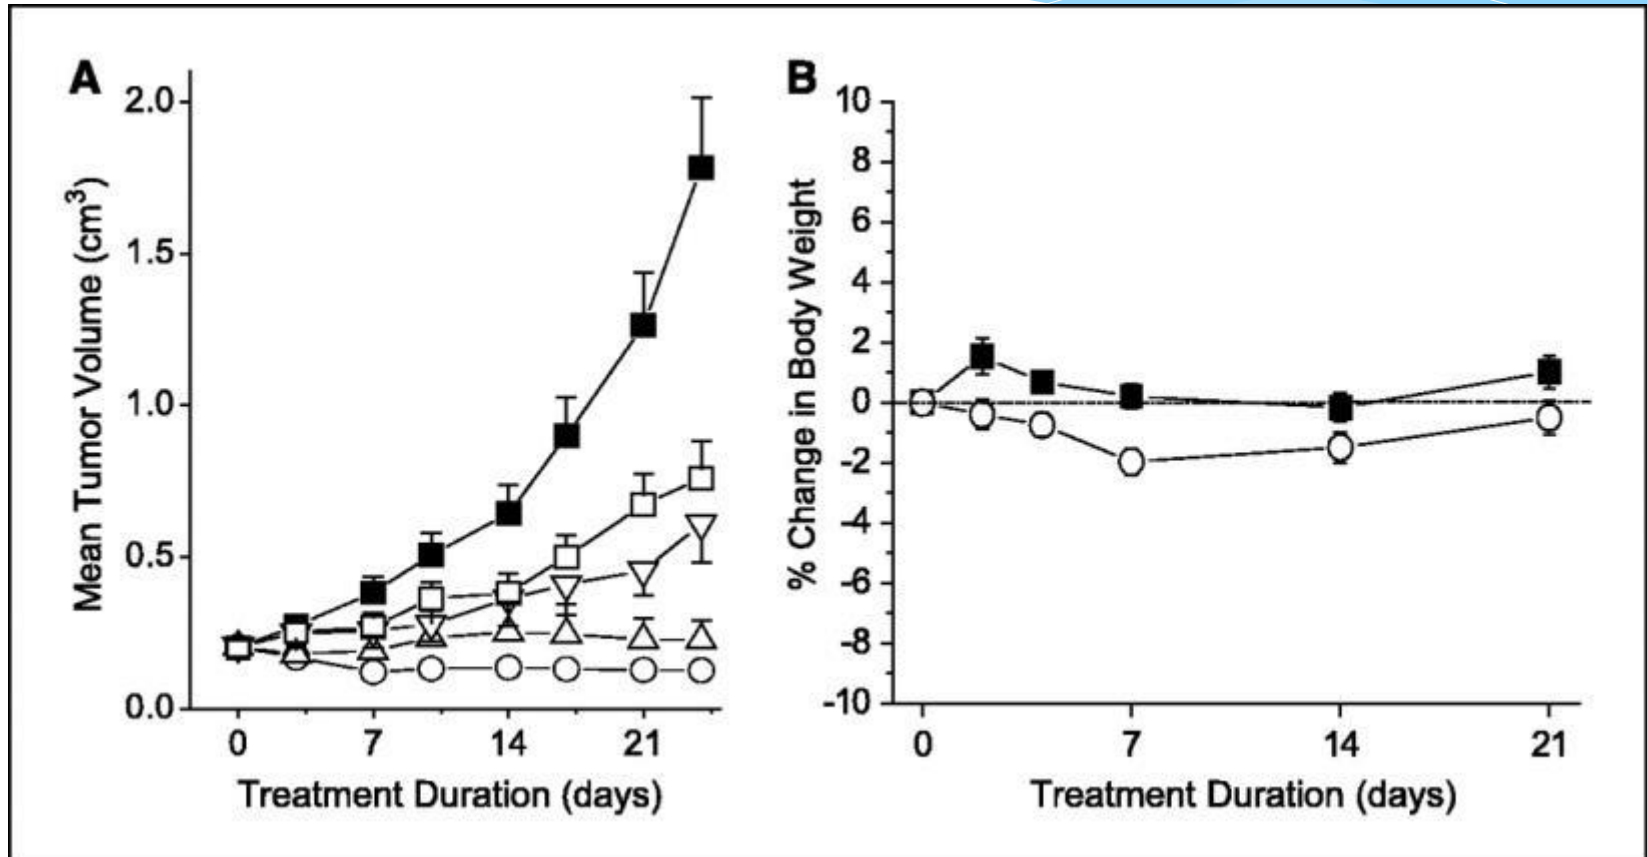 A
2.0
1.5
1.0
0.5
0.0
Mean Tumor Volume (cm³)
0 7 14 21
Treatment Duration (days)
B
10
8
6
4
2
0
-2
-4
-6
-8
-10
% Change in Body Weight
0 7 14 21
Treatment Duration (days)